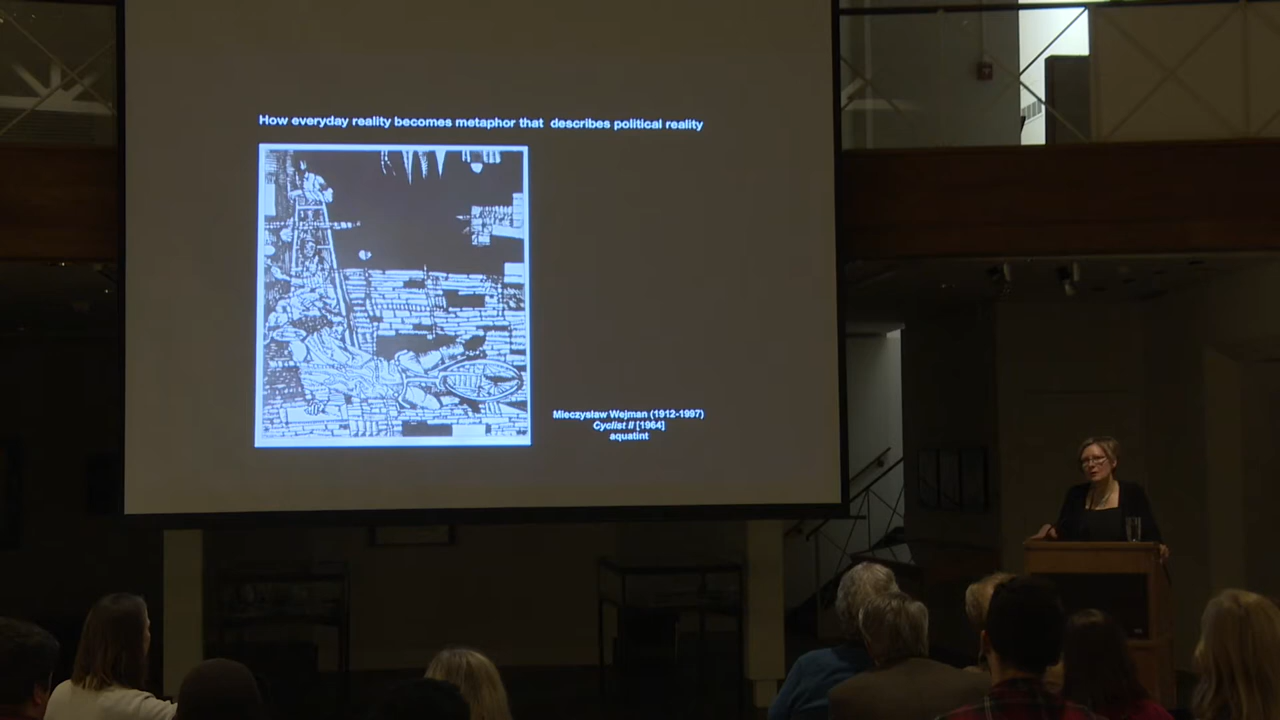 How everyday reality becomes metaphor that describes political reality
Mieczysław Wejman (1912-1997)
Cyclist II [1964]
aquatint